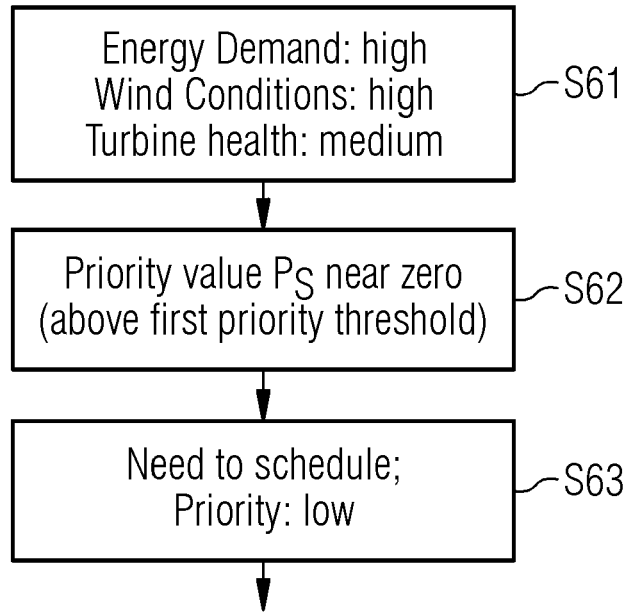 Energy Demand: high
Wind Conditions: high
Turbine health: medium
S61
Priority value PS near zero
(above first priority threshold)
S62
Need to schedule;
Priority: low
S63